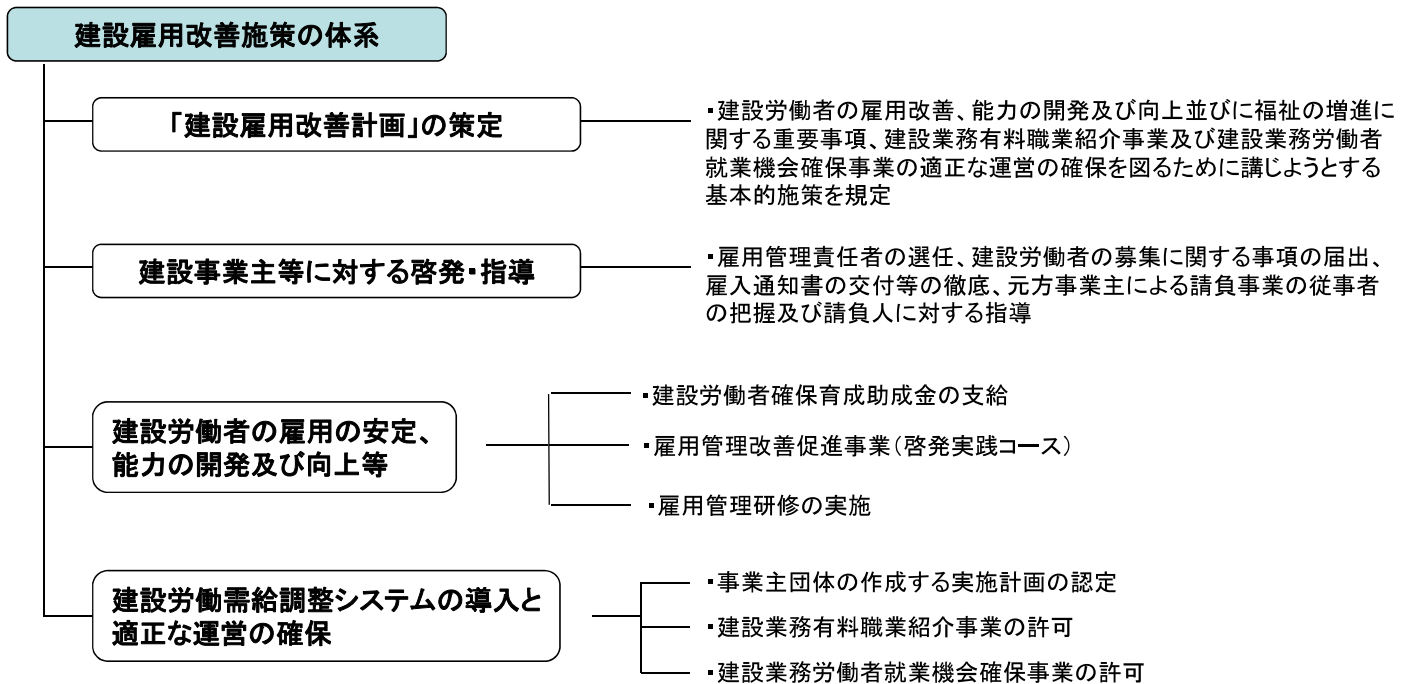 建設雇用改善施策の体系
「建設雇用改善計画」の策定
・建設労働者の雇用改善、能力の開発及び向上並びに福祉の増進に
関する重要事項、建設業務有料職業紹介事業及び建設業務労働者
就業機会確保事業の適正な運営の確保を図るために講じようとする
基本的施策を規定
建設事業主等に対する啓発・指導
・雇用管理責任者の選任、建設労働者の募集に関する事項の届出、
雇入通知書の交付等の徹底、元方事業主による請負事業の従事者
の把握及び請負人に対する指導
建設労働者の雇用の安定、
能力の開発及び向上等
・建設労働者確保育成助成金の支給
・雇用管理改善促進事業（啓発実践コース）
・雇用管理研修の実施
建設労働需給調整システムの導入と
適正な運営の確保
・事業主団体の作成する実施計画の認定
・建設業務有料職業紹介事業の許可
・建設業務労働者就業機会確保事業の許可